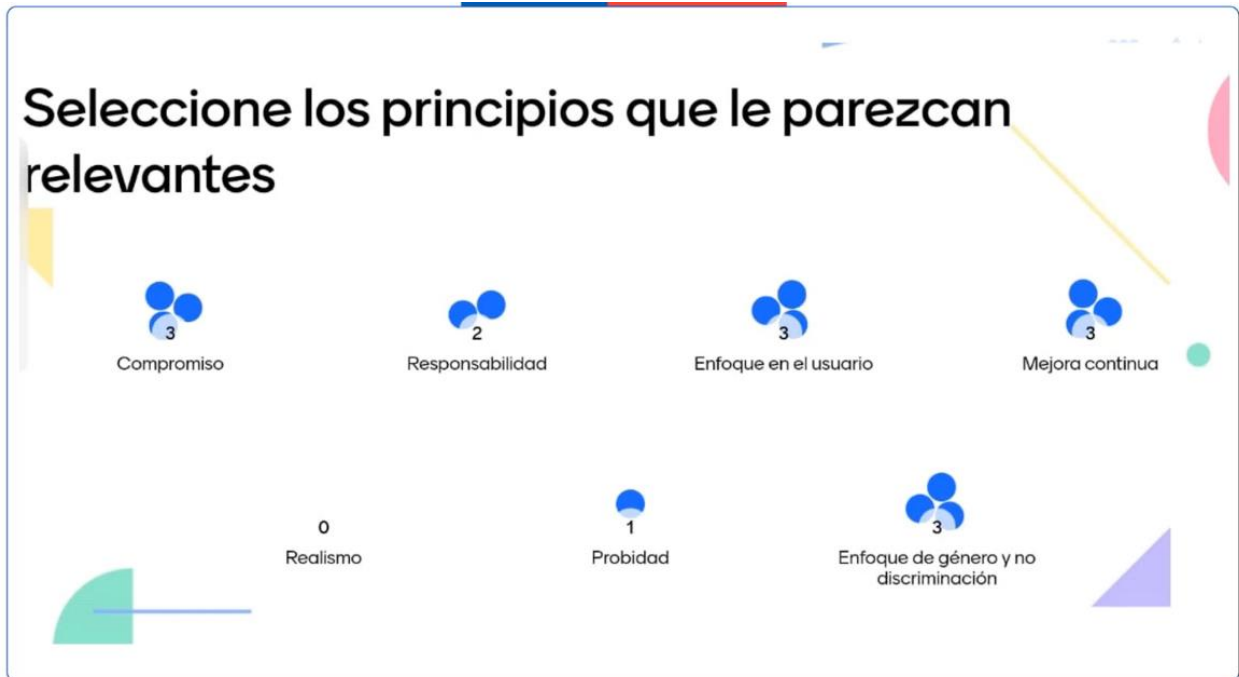 Seleccione los principios que le parezcan
relevantes
3
Compromiso
2
Responsabilidad
3
Enfoque en el usuario
3
Mejora continua
0
Realismo
1
Probidad
3
Enfoque de género y no
discriminación